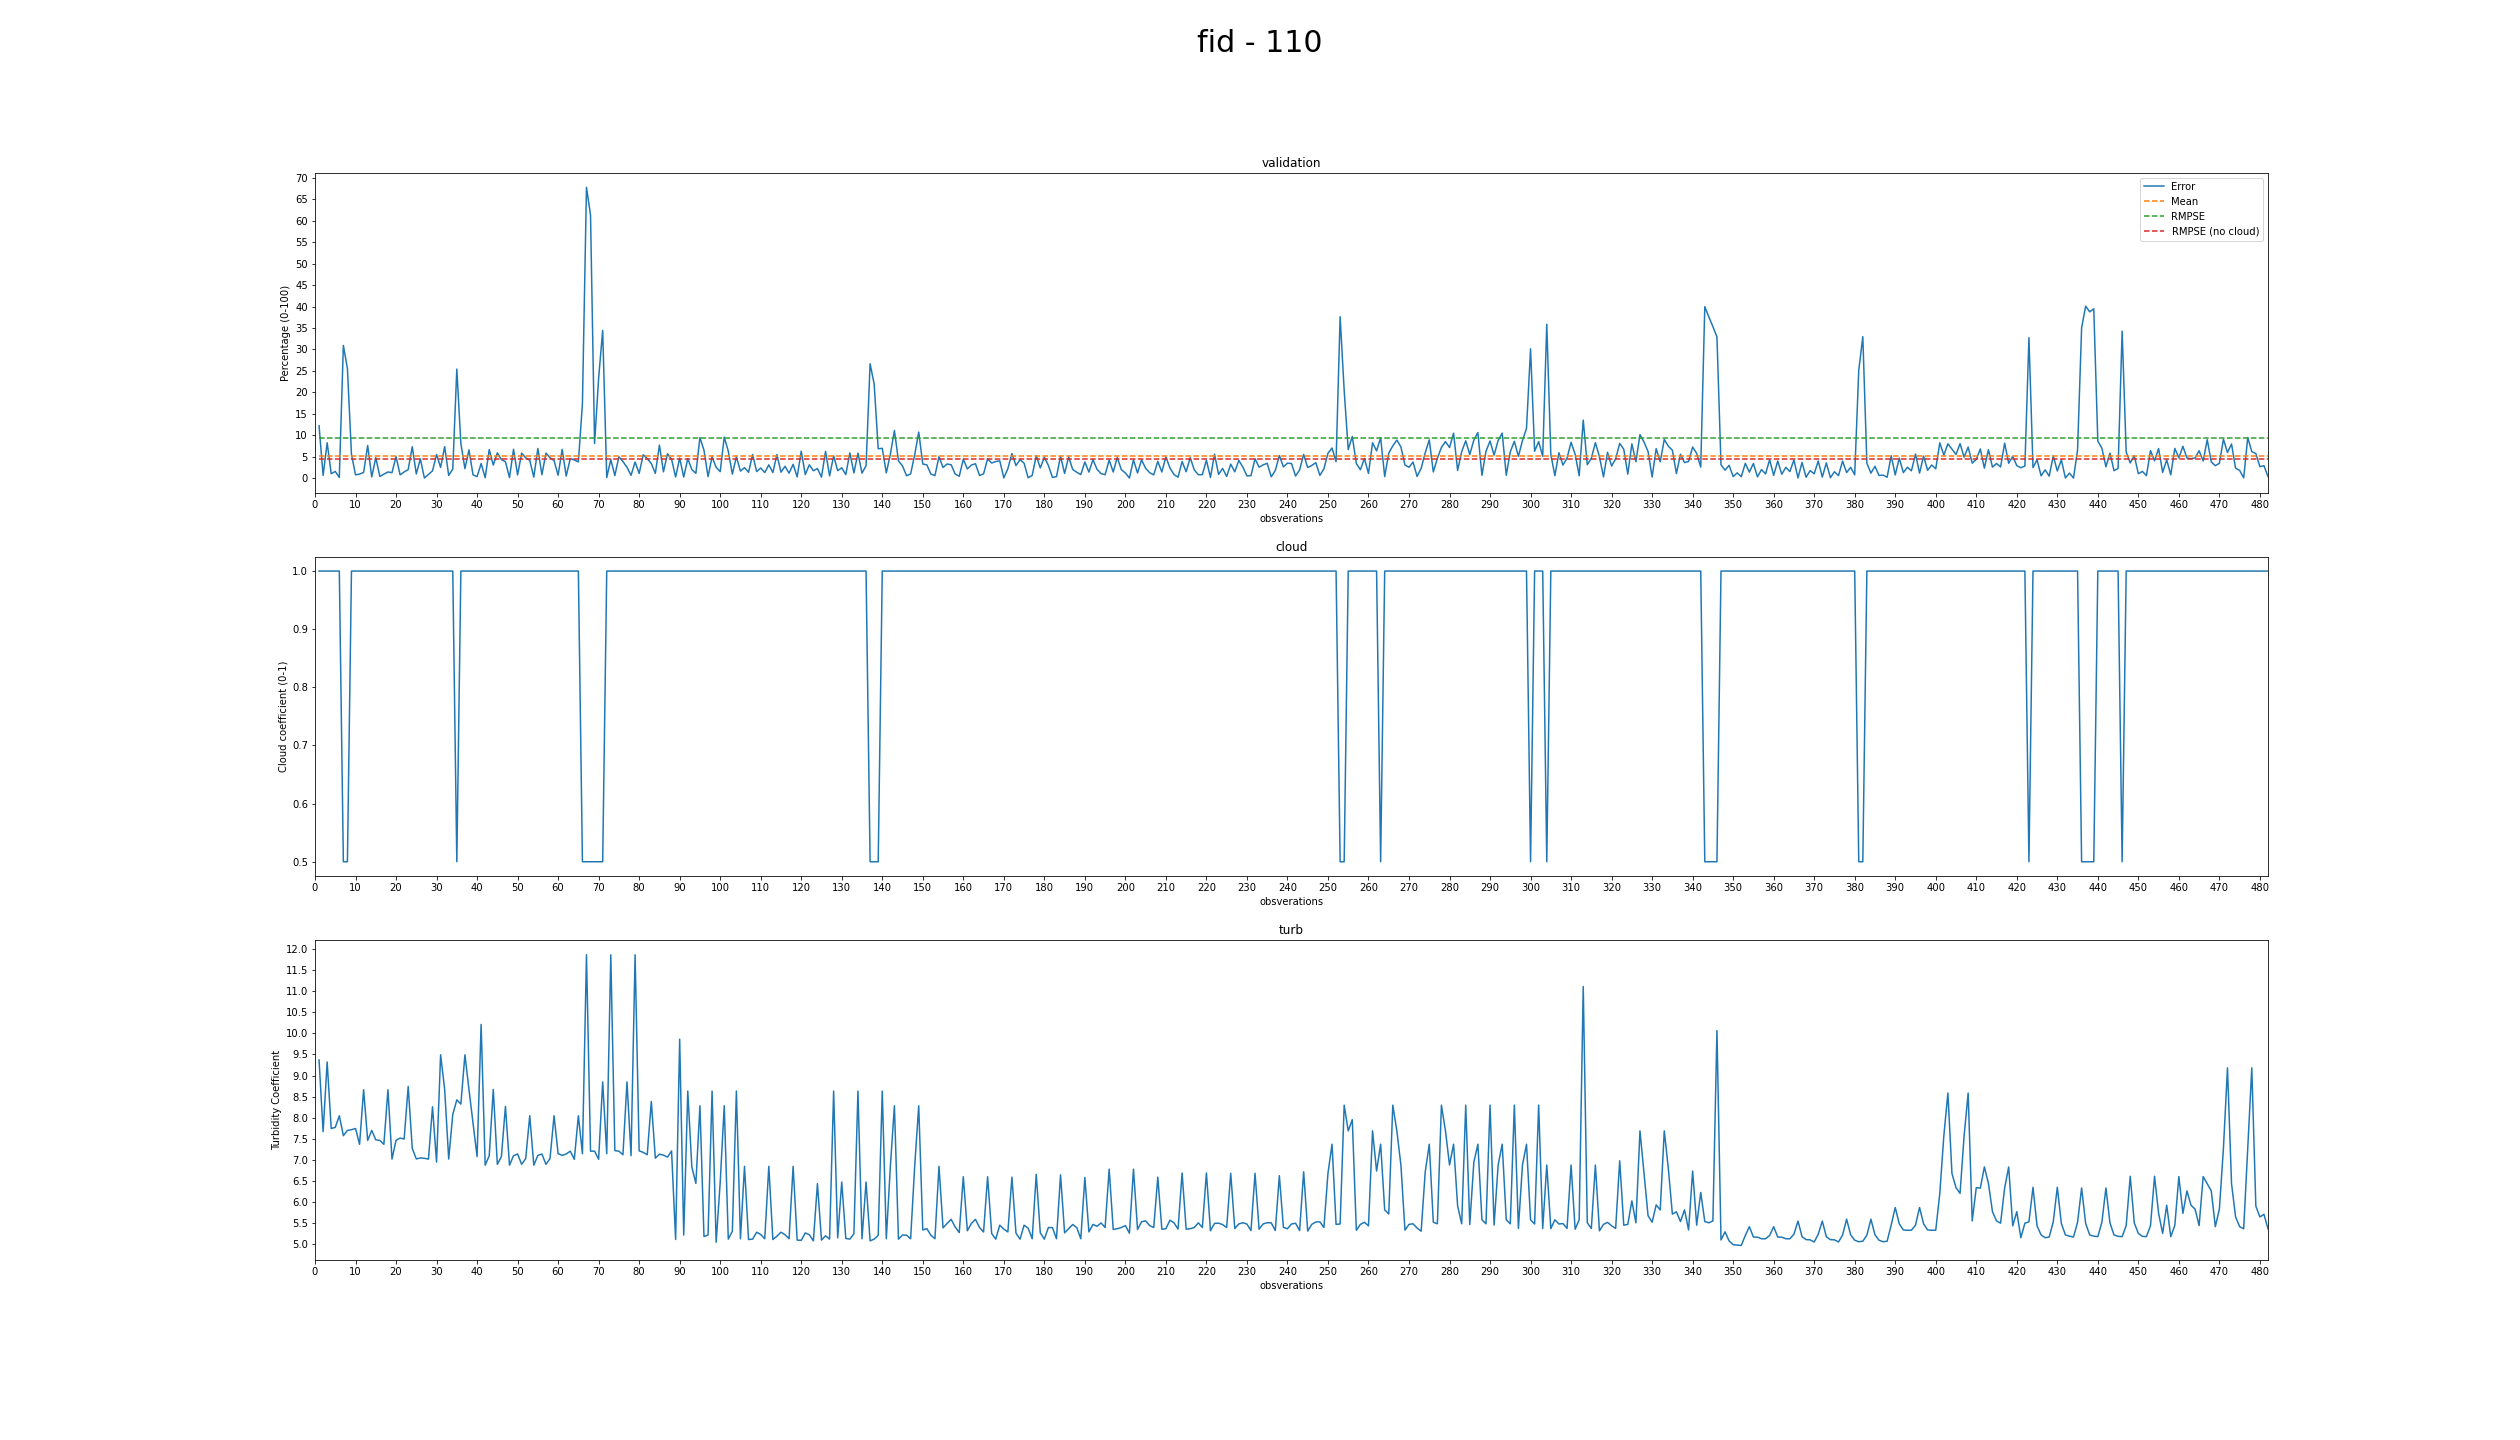 fid - 110
validation
70
65
60
55
50
45
40
35
30
25
20
15
10
5
0
Percentage (0-100)
Error
Mean
RMPSE
RMPSE (no cloud)
0 10 20 30 40 50 60 70 80 90 100 110 120 130 140 150 160 170 180 190 200 210 220 230 240 250 260 270 280 290 300 310 320 330 340 350 360 370 380 390 400 410 420 430 440 450 460 470 480
obsverations
cloud
1.0
0.9
0.8
0.7
0.6
0.5
Cloud coefficient (0-1)
0 10 20 30 40 50 60 70 80 90 100 110 120 130 140 150 160 170 180 190 200 210 220 230 240 250 260 270 280 290 300 310 320 330 340 350 360 370 380 390 400 410 420 430 440 450 460 470 480
obsverations
turb
12.0
11.5
11.0
10.5
10.0
9.5
9.0
8.5
8.0
7.5
7.0
6.5
6.0
5.5
5.0
Turbidity Coefficient
0 10 20 30 40 50 60 70 80 90 100 110 120 130 140 150 160 170 180 190 200 210 220 230 240 250 260 270 280 290 300 310 320 330 340 350 360 370 380 390 400 410 420 430 440 450 460 470 480
obsverations